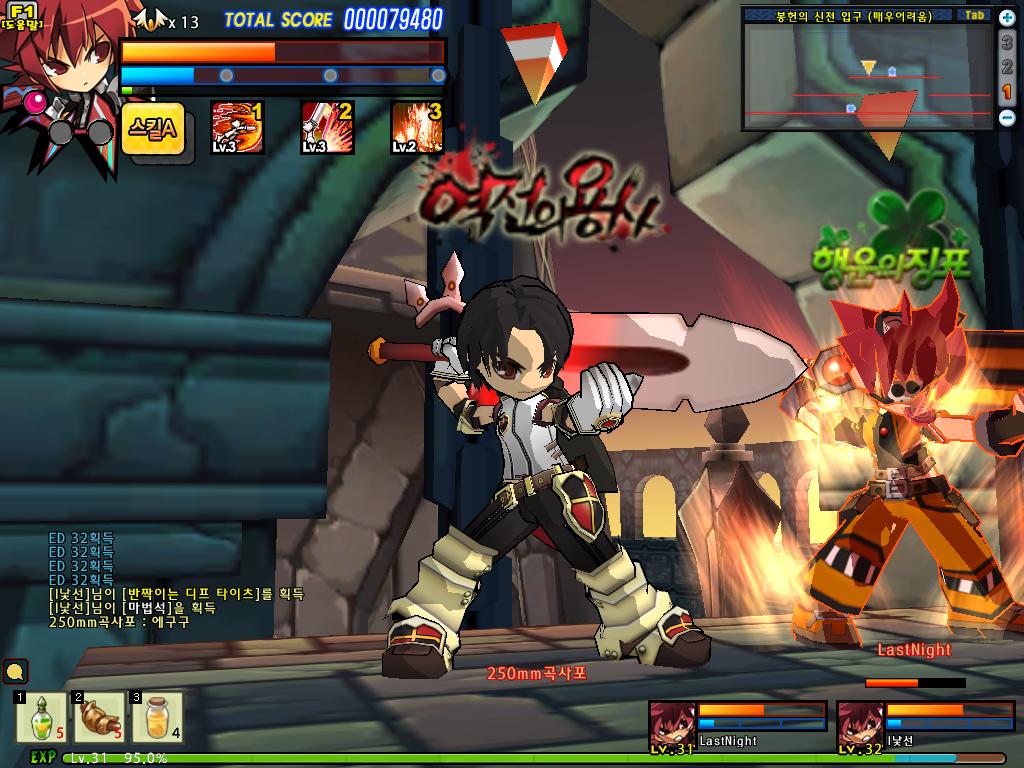 F1
[도움말]
x 13
TOTAL SCORE 000079480
봉헌의 신전 입구 (매우어려움)
Tab
3
2
1
스킬A
1
Lv.3
2
Lv.3
3
Lv.2
역전의용사
행운의징표
ED 32획득
ED 32획득
ED 32획득
ED 32획득
[l낯선]님이 [반짝이는 디프 타이츠]를 획득
[l낯선]님이 [마법석]을 획득
250mm곡사포 : 에구구
250mm곡사포
LastNight
1
5
2
5
3
4
Lv.31
LastNight
Lv.32
l낯선
EXP Lv.31 95.0%